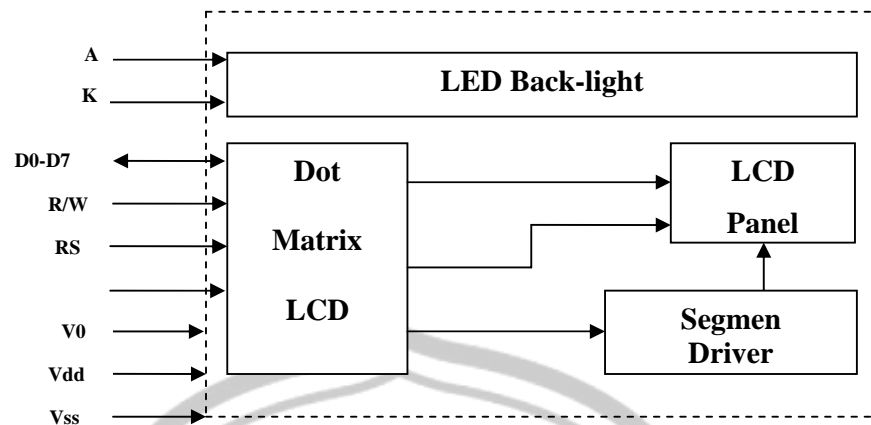 A
LED Back-light
K
D0-D7
Dot
LCD
R/W
Matrix
Panel
RS
LCD
Segmen
V0
Driver
Vdd
Vss